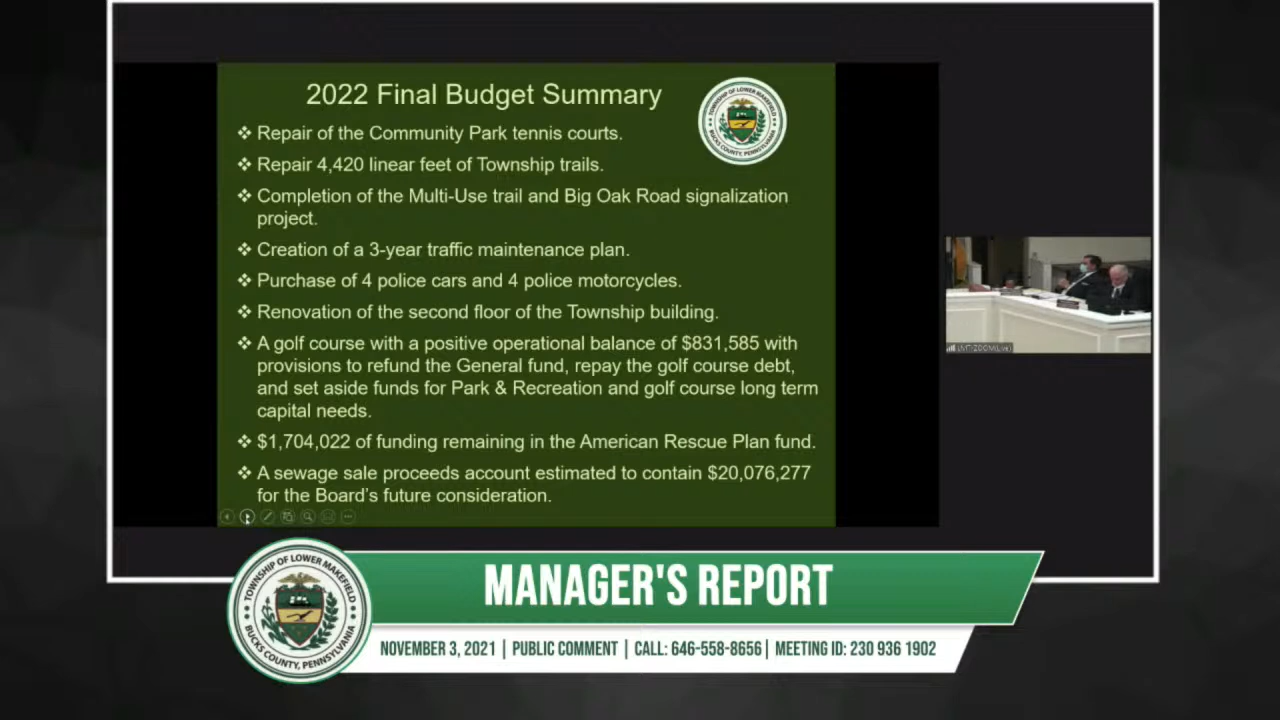 2022 Final Budget Summary
TOWNSHIP OF LOWER MAKEFIELD
BUCKS COUNTY, PENNSYLVANIA
❖ Repair of the Community Park tennis courts.
❖ Repair 4,420 linear feet of Township trails.
❖ Completion of the Multi-Use trail and Big Oak Road signalization
project.
❖ Creation of a 3-year traffic maintenance plan.
❖ Purchase of 4 police cars and 4 police motorcycles.
❖ Renovation of the second floor of the Township building.
❖ A golf course with a positive operational balance of $831,585 with
provisions to refund the General fund, repay the golf course debt,
and set aside funds for Park & Recreation and golf course long term
capital needs.
❖ $1,704,022 of funding remaining in the American Rescue Plan fund.
❖ A sewage sale proceeds account estimated to contain $20,076,277
for the Board's future consideration.
TOWNSHIP OF LOWER MAKEFIELD
BUCKS COUNTY, PENNSYLVANIA
MANAGER'S REPORT
NOVEMBER 3, 2021 | PUBLIC COMMENT | CALL: 646-558-8656 | MEETING ID: 230 936 1902